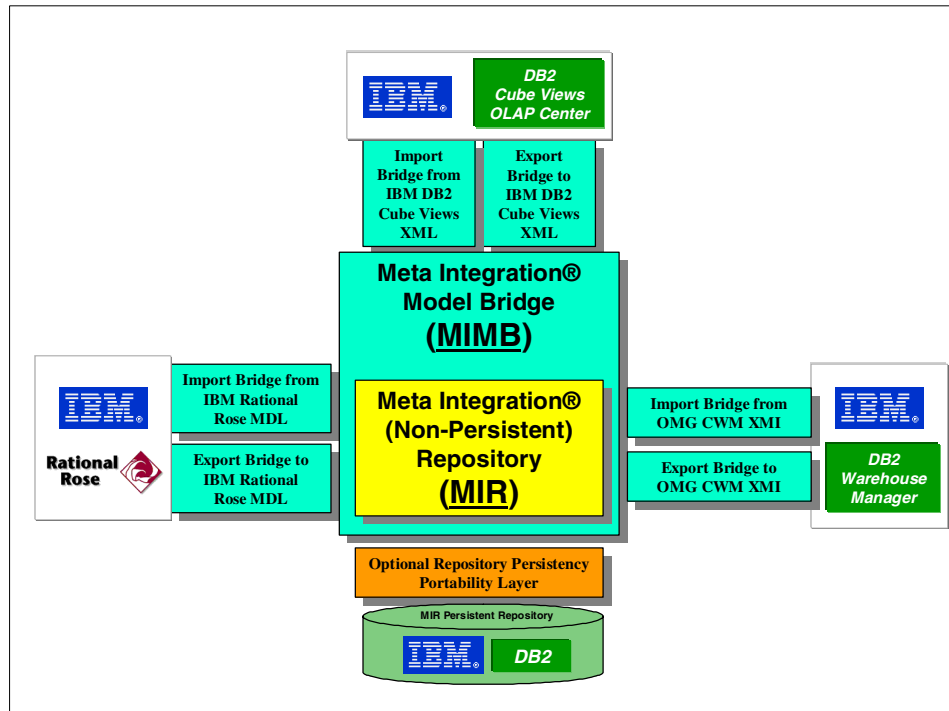 IBM®
DB2
Cube Views
OLAP Center
Import
Bridge from
IBM DB2
Cube Views
XML
Export
Bridge to
IBM DB2
Cube Views
XML
Meta Integration®
Model Bridge
(MIMB)
IBM®
Rational
Rose
Import Bridge from
IBM Rational
Rose MDL
Export Bridge to
IBM Rational
Rose MDL
Meta Integration®
(Non-Persistent)
Repository
(MIR)
Import Bridge from
OMG CWM XMI
Export Bridge to
OMG CWM XMI
IBM®
DB2
Warehouse
Manager
Optional Repository Persistency
Portability Layer
MIR Persistent Repository
IBM®
DB2